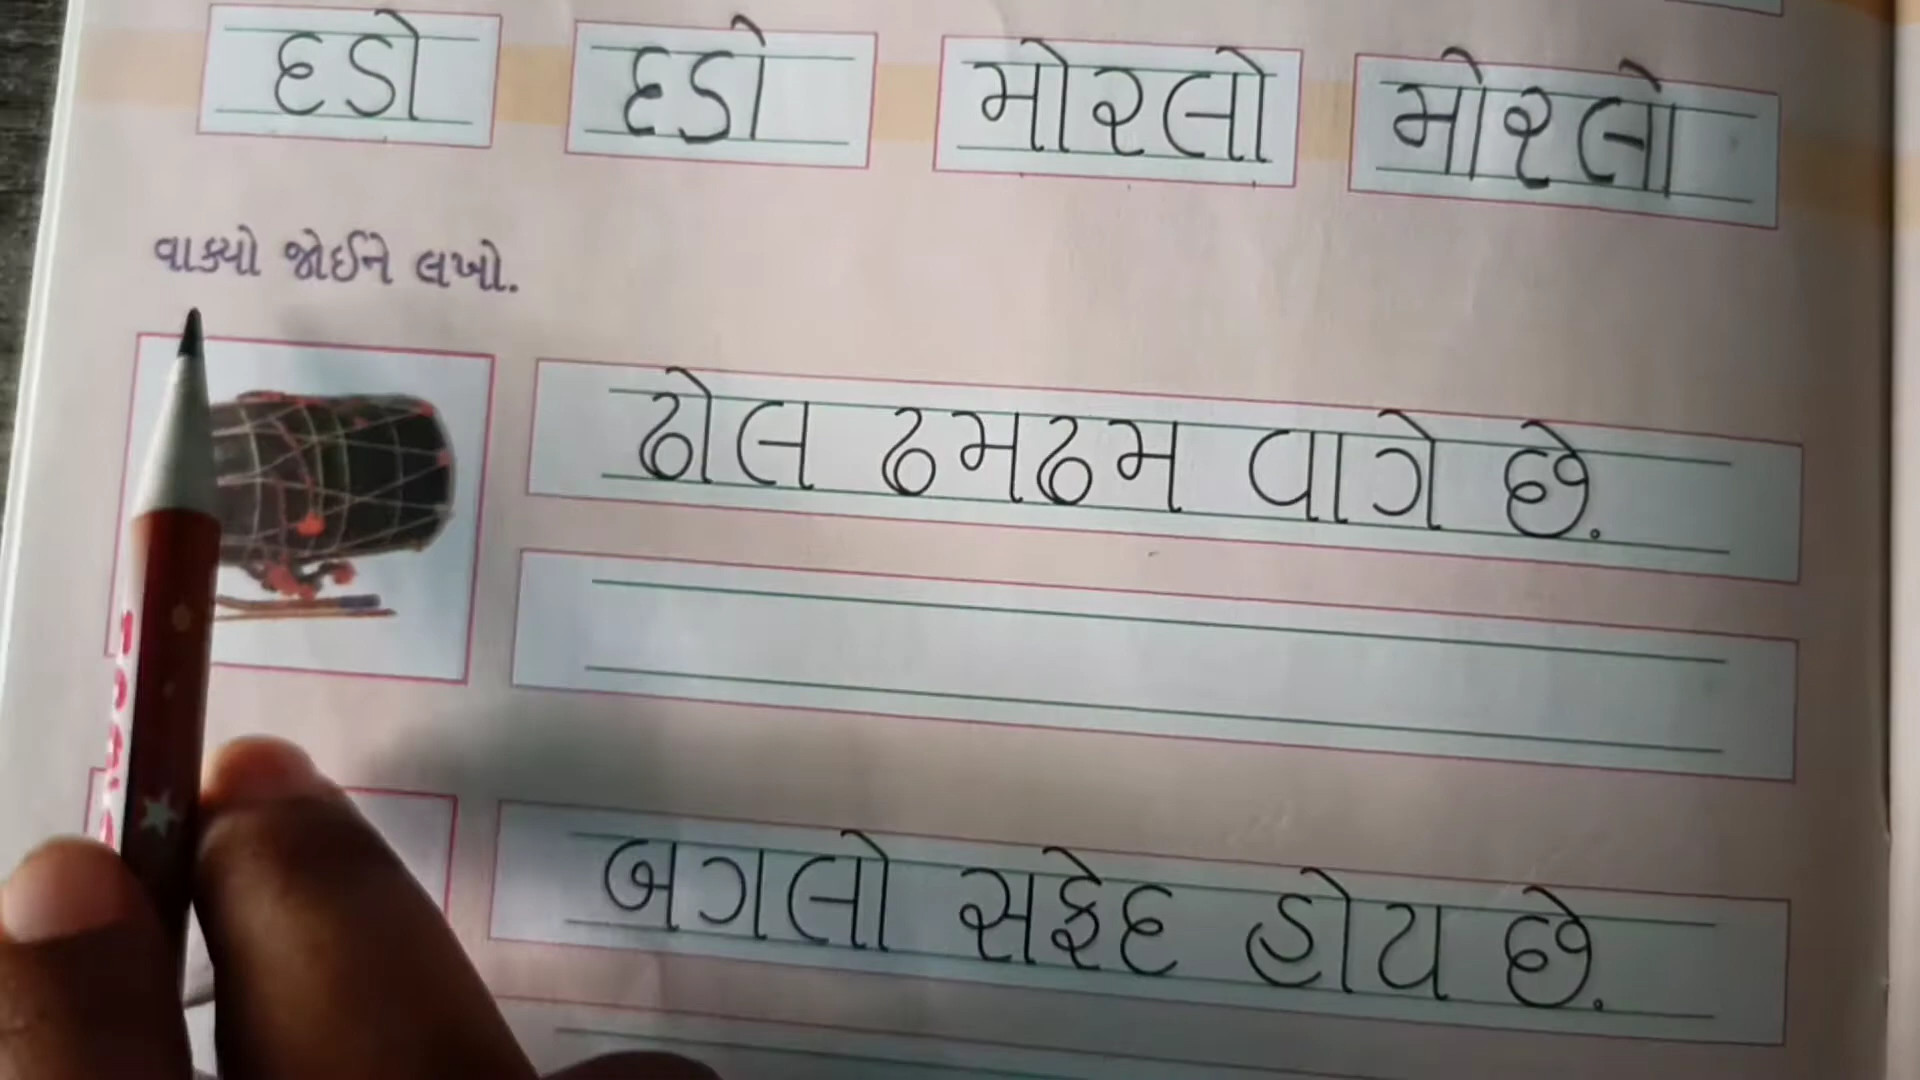 દડો દડો મોરલો મોરલો
વાક્યો જોઈને લખો.
ઢોલ ઢમઢમ વાગે છે.
બગલો સફેદ હોય છે.